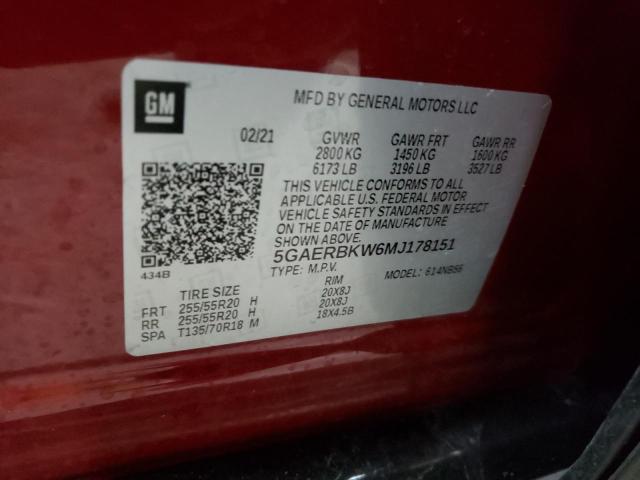 GM
MFD BY GENERAL MOTORS LLC
02/21 GVWR GAWR FRT GAWR RR
2800 KG 1450 KG 1600 KG
6173 LB 3196 LB 3527 LB
THIS VEHICLE CONFORMS TO ALL
APPLICABLE U.S. FEDERAL MOTOR
VEHICLE SAFETY STANDARDS IN EFFECT
ON THE DATE OF MANUFACTURE
SHOWN ABOVE.
434B
5GAERBKW6MJ178151
TYPE: M.P.V. MODEL: 614NBS6
TIRE SIZE RIM
FRT 255/55R20 H 20X8J
RR 255/55R20 H 20X8J
SPA T135/70R18 M 18X4.5B